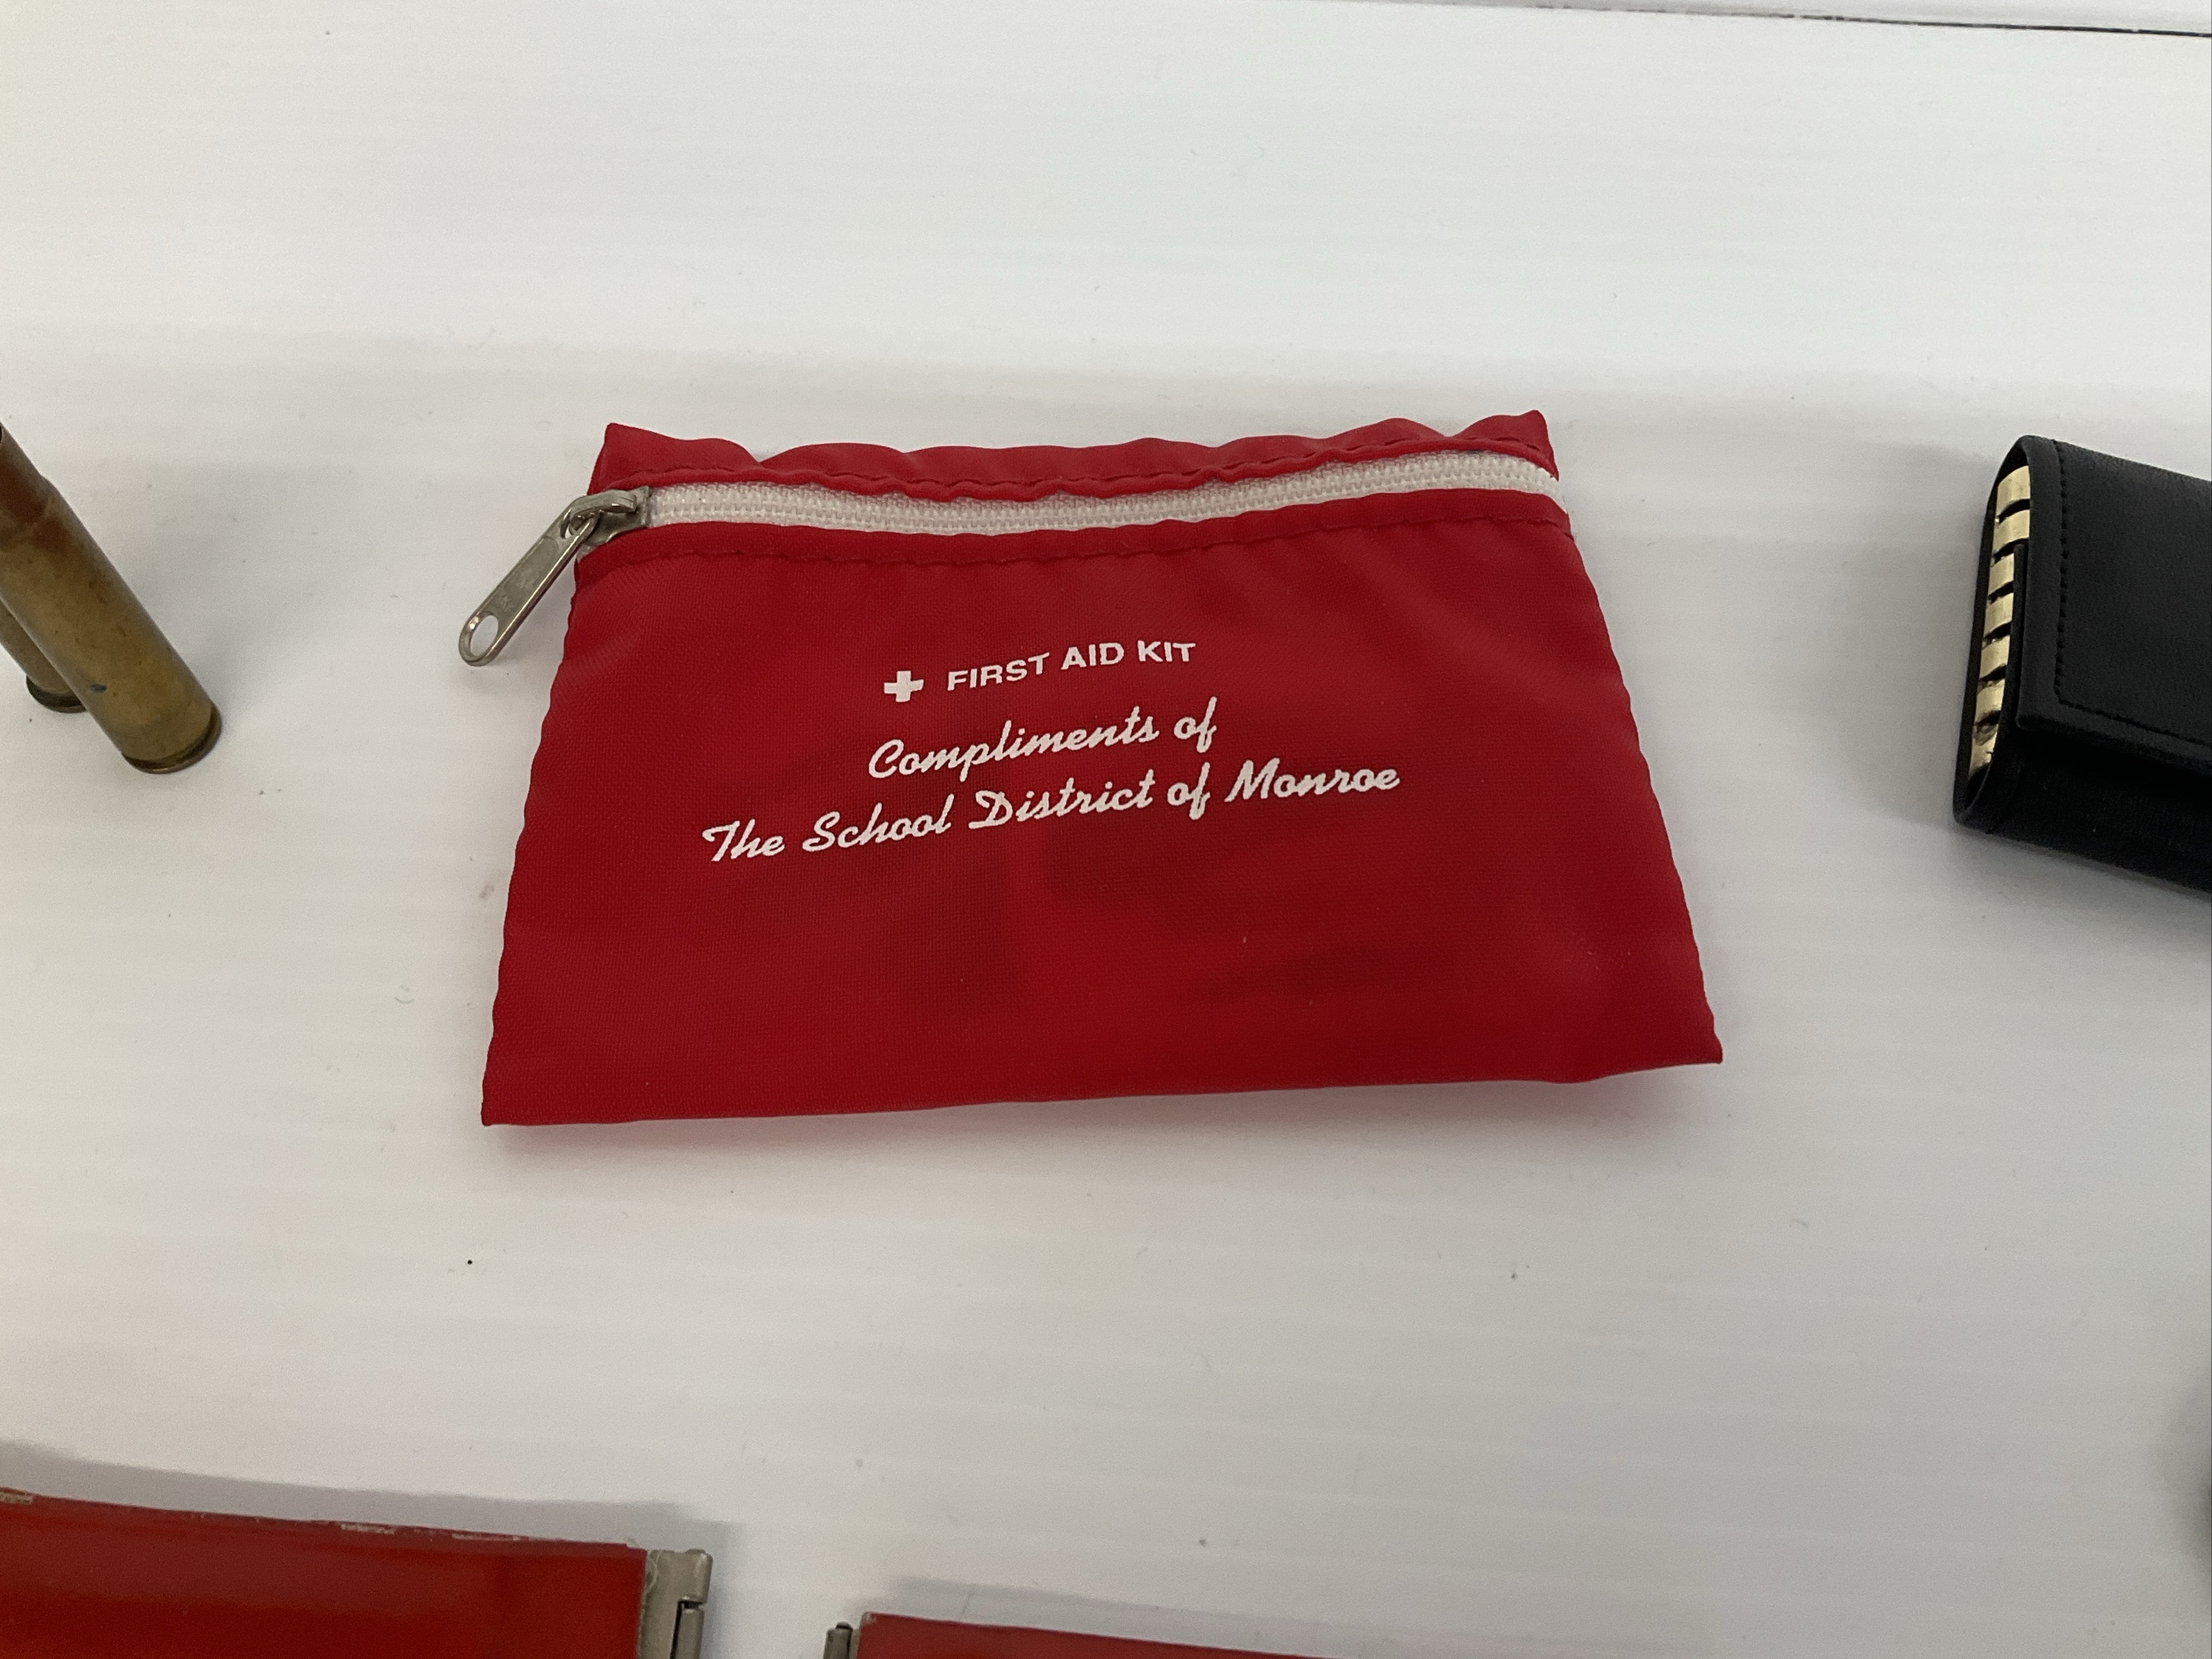 FIRST AID KIT
Compliments of
The School District of Monroe